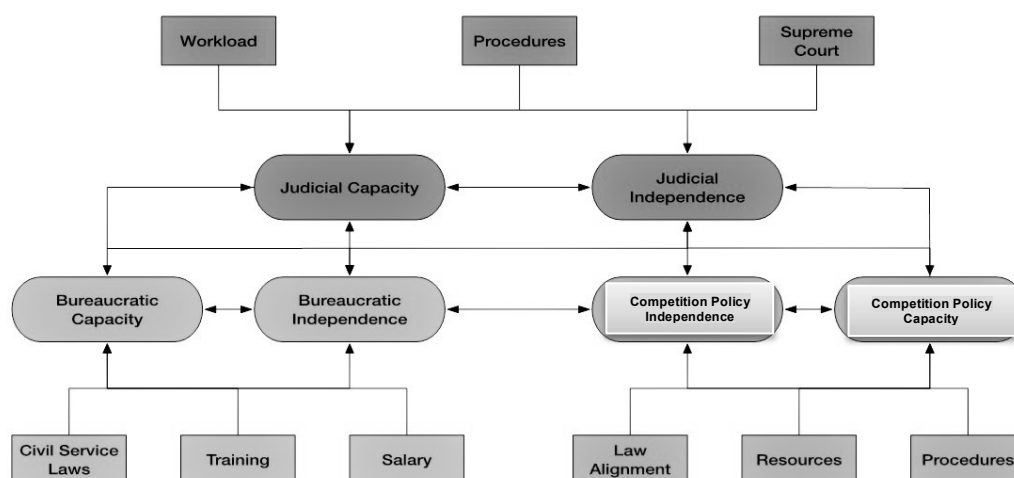 Workload
Procedures
Supreme
Court
Judicial Capacity
Judicial
Independence
Bureaucratic
Capacity
Bureaucratic
Independence
Competition Policy
Independence
Competition Policy
Capacity
Civil Service
Laws
Training
Salary
Law
Alignment
Resources
Procedures